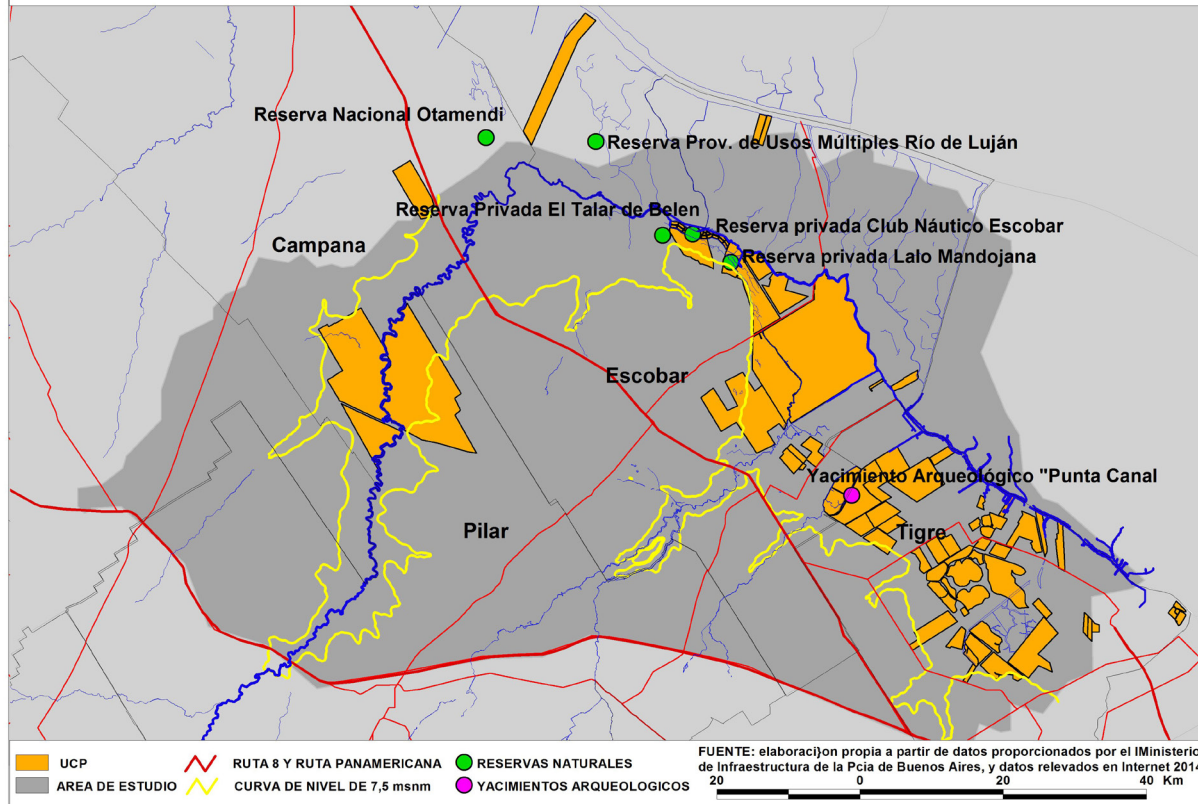 Reserva Nacional Otamendi
Reserva Prov. de Usos Múltiples Río de Luján
Reserva Privada El Talar de Belen
Reserva privada Club Náutico Escobar
Campana
Reserva privada Lalo Mandojana
Escobar
Yacimiento Arqueológico "Punta Canal
Pilar
Tigre
UCP
RUTA 8 Y RUTA PANAMERICANA
RESERVAS NATURALES
AREA DE ESTUDIO
CURVA DE NIVEL DE 7,5 msnm
YACIMIENTOS ARQUEOLOGICOS
FUENTE: elaboraci}on propia a partir de datos proporcionados por el lMinisterio
de Infraestructura de la Pcia de Buenos Aires, y datos relevados en Internet 2014
20 0 20 40 Km